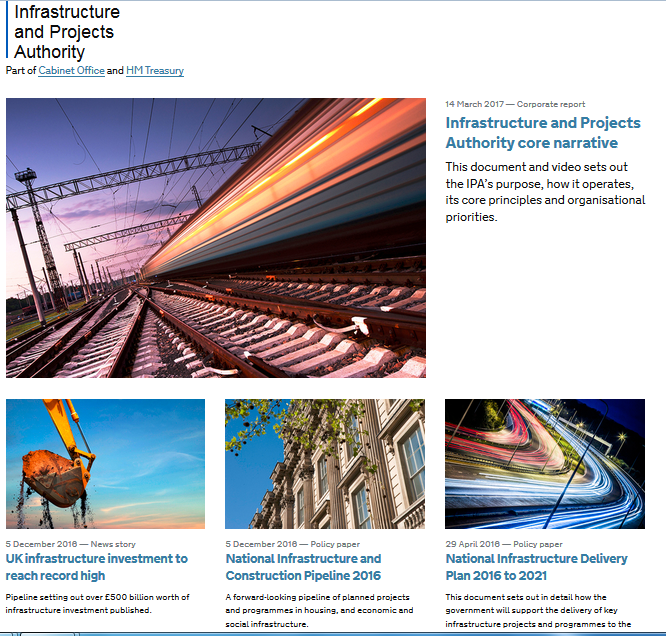 Infrastructure
and Projects
Authority
Part of Cabinet Office and HM Treasury
14 March 2017 — Corporate report
Infrastructure and Projects
Authority core narrative
This document and video sets out
the IPA's purpose, how it operates,
its core principles and organisational
priorities.
5 December 2016 — News story
UK infrastructure investment to
reach record high
Pipeline setting out over £500 billion worth of
infrastructure investment published.
5 December 2016 — Policy paper
National Infrastructure and
Construction Pipeline 2016
A forward-looking pipeline of planned projects
and programmes in housing, and economic and
social infrastructure.
29 April 2016 — Policy paper
National Infrastructure Delivery
Plan 2016 to 2021
This document sets out in detail how the
government will support the delivery of key
infrastructure projects and programmes to the